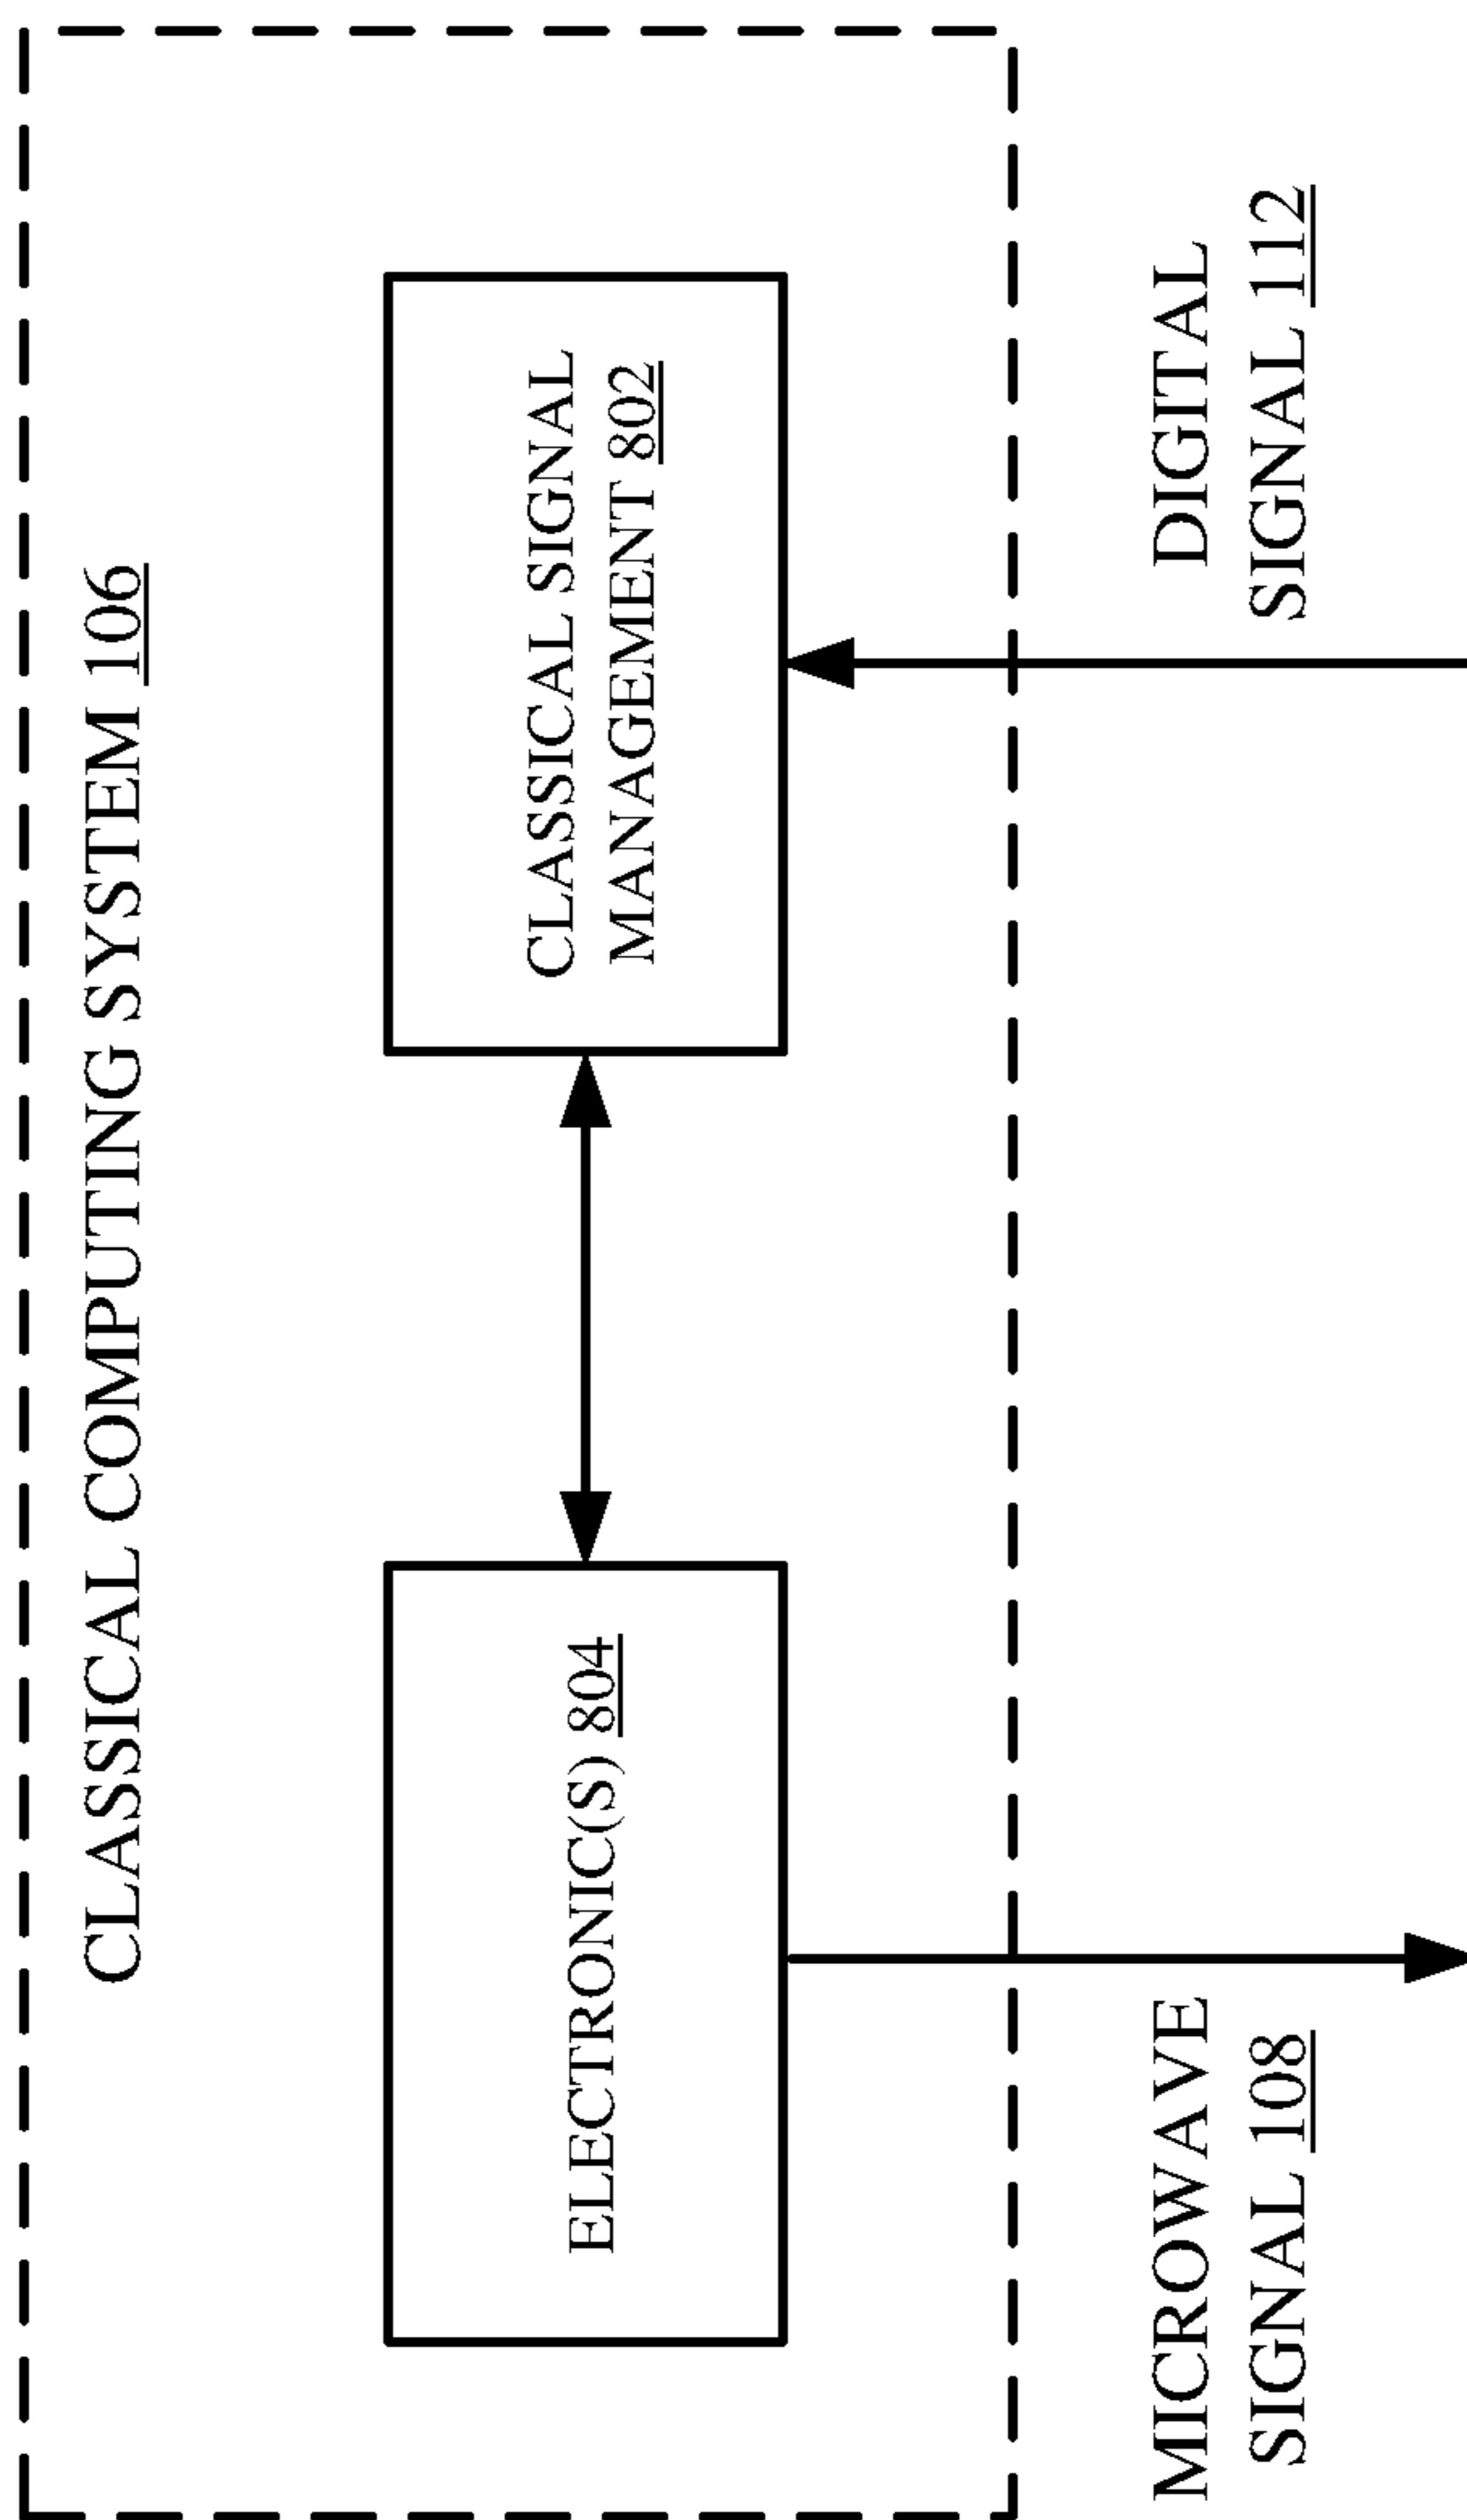 CLASSICAL COMPUTING SYSTEM 106
ELECTRONIC(S) 804
CLASSICAL SIGNAL
MANAGEMENT 802
MICROWAVE
SIGNAL 108
DIGITAL
SIGNAL 112